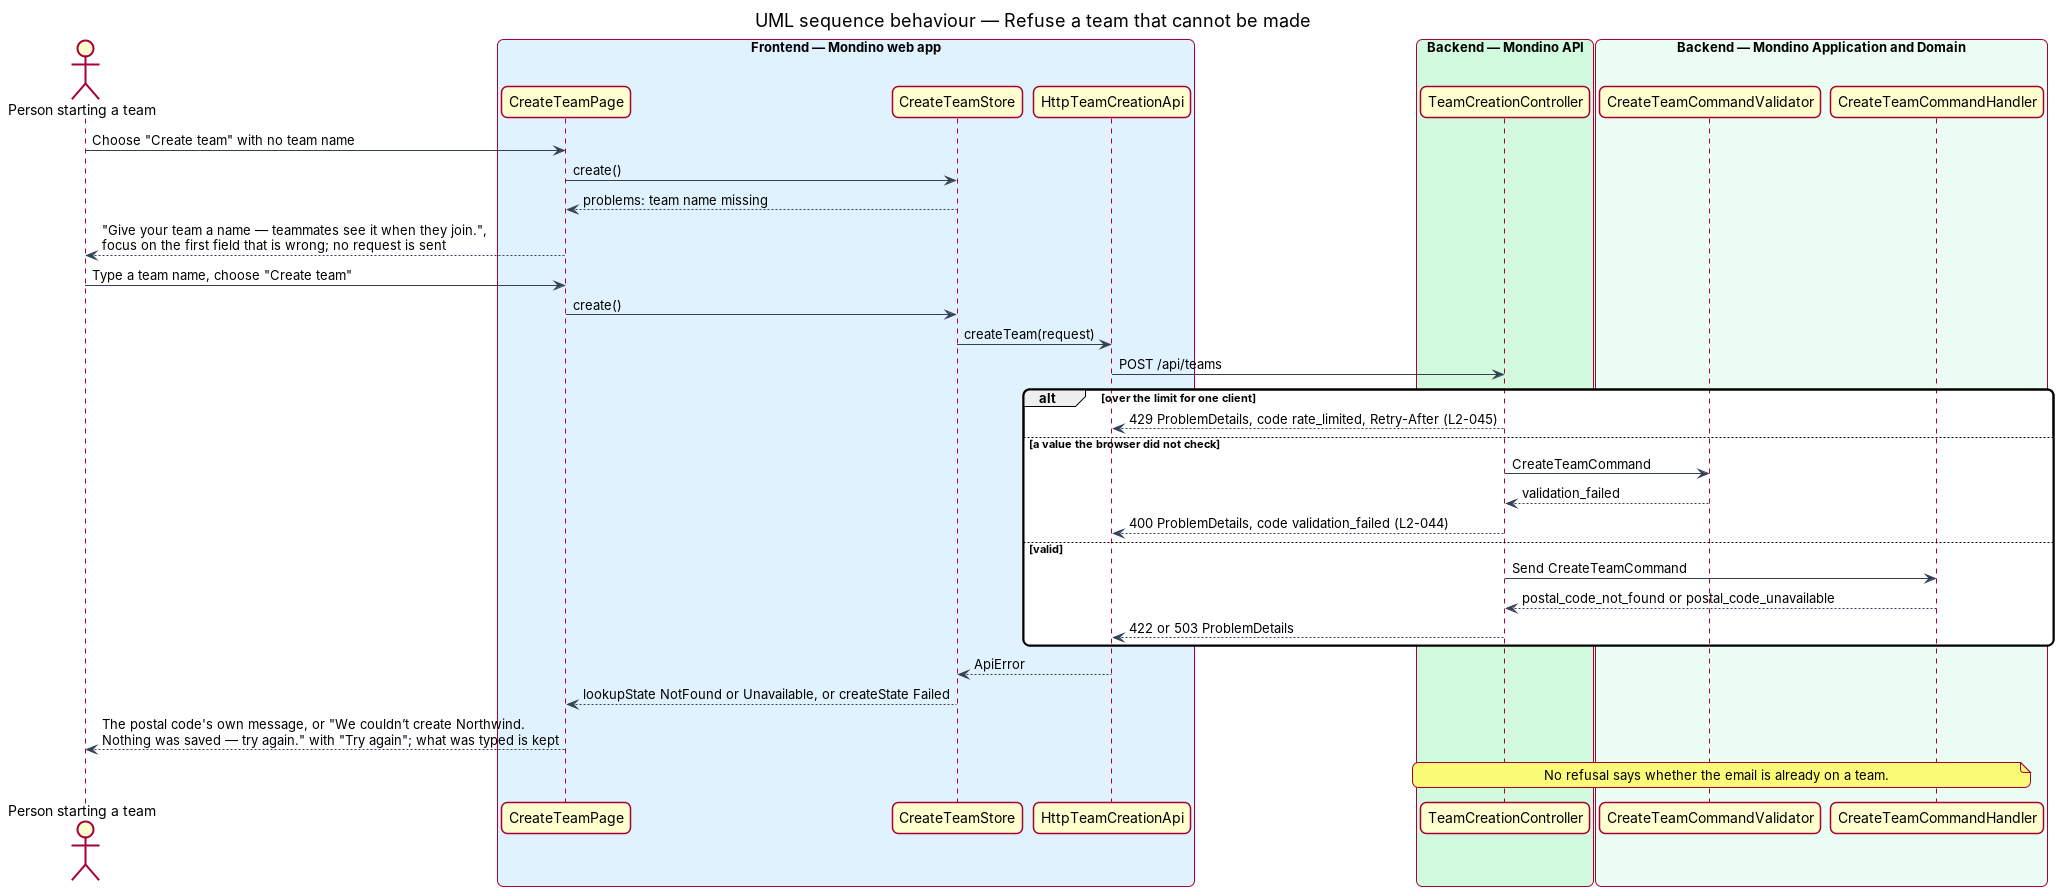 UML sequence behaviour — Refuse a team that cannot be made
Frontend — Mondino web app
Backend — Mondino API
Backend — Mondino Application and Domain
Person starting a team
CreateTeamPage
CreateTeamStore
HttpTeamCreationApi
TeamCreationController
CreateTeamCommandValidator
CreateTeamCommandHandler
Choose "Create team" with no team name
create()
problems: team name missing
"Give your team a name — teammates see it when they join.",
focus on the first field that is wrong; no request is sent
Type a team name, choose "Create team"
create()
createTeam(request)
POST /api/teams
alt
[over the limit for one client]
429 ProblemDetails, code rate_limited, Retry-After (L2-045)
[a value the browser did not check]
CreateTeamCommand
validation_failed
400 ProblemDetails, code validation_failed (L2-044)
[valid]
Send CreateTeamCommand
postal_code_not_found or postal_code_unavailable
422 or 503 ProblemDetails
ApiError
lookupState NotFound or Unavailable, or createState Failed
The postal code's own message, or "We couldn’t create Northwind.
Nothing was saved — try again." with "Try again"; what was typed is kept
No refusal says whether the email is already on a team.
Person starting a team
CreateTeamPage
CreateTeamStore
HttpTeamCreationApi
TeamCreationController
CreateTeamCommandValidator
CreateTeamCommandHandler